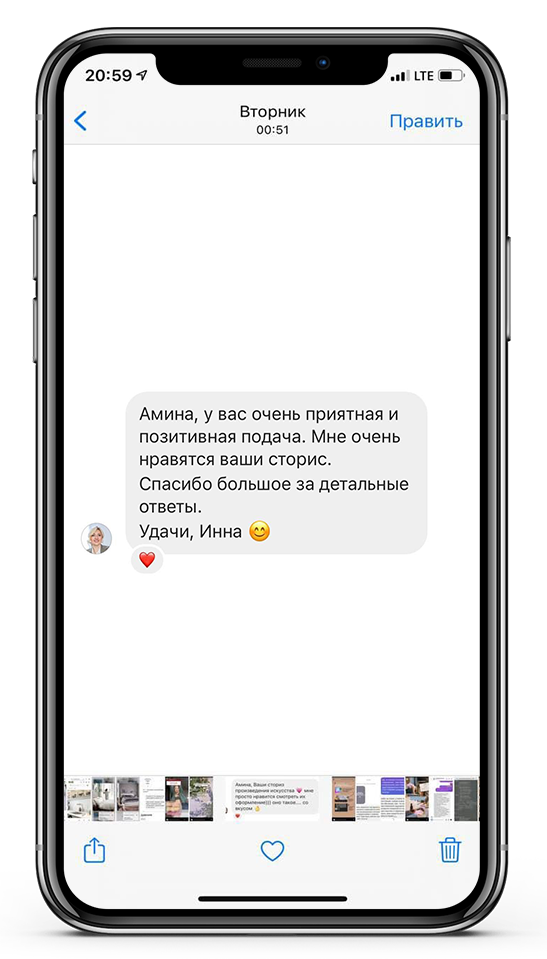 20:59
LTE
Вторник
00:51
Править
Амина, у вас очень приятная и
позитивная подача. Мне очень
нравятся ваши сторис.
Спасибо большое за детальные
ответы.
Удачи, Инна 😊
❤️
Амина, Ваши сториз
произведения искусства 💗 мне
просто нравится смотреть их
оформление))) оно такое.... со
вкусом 👌